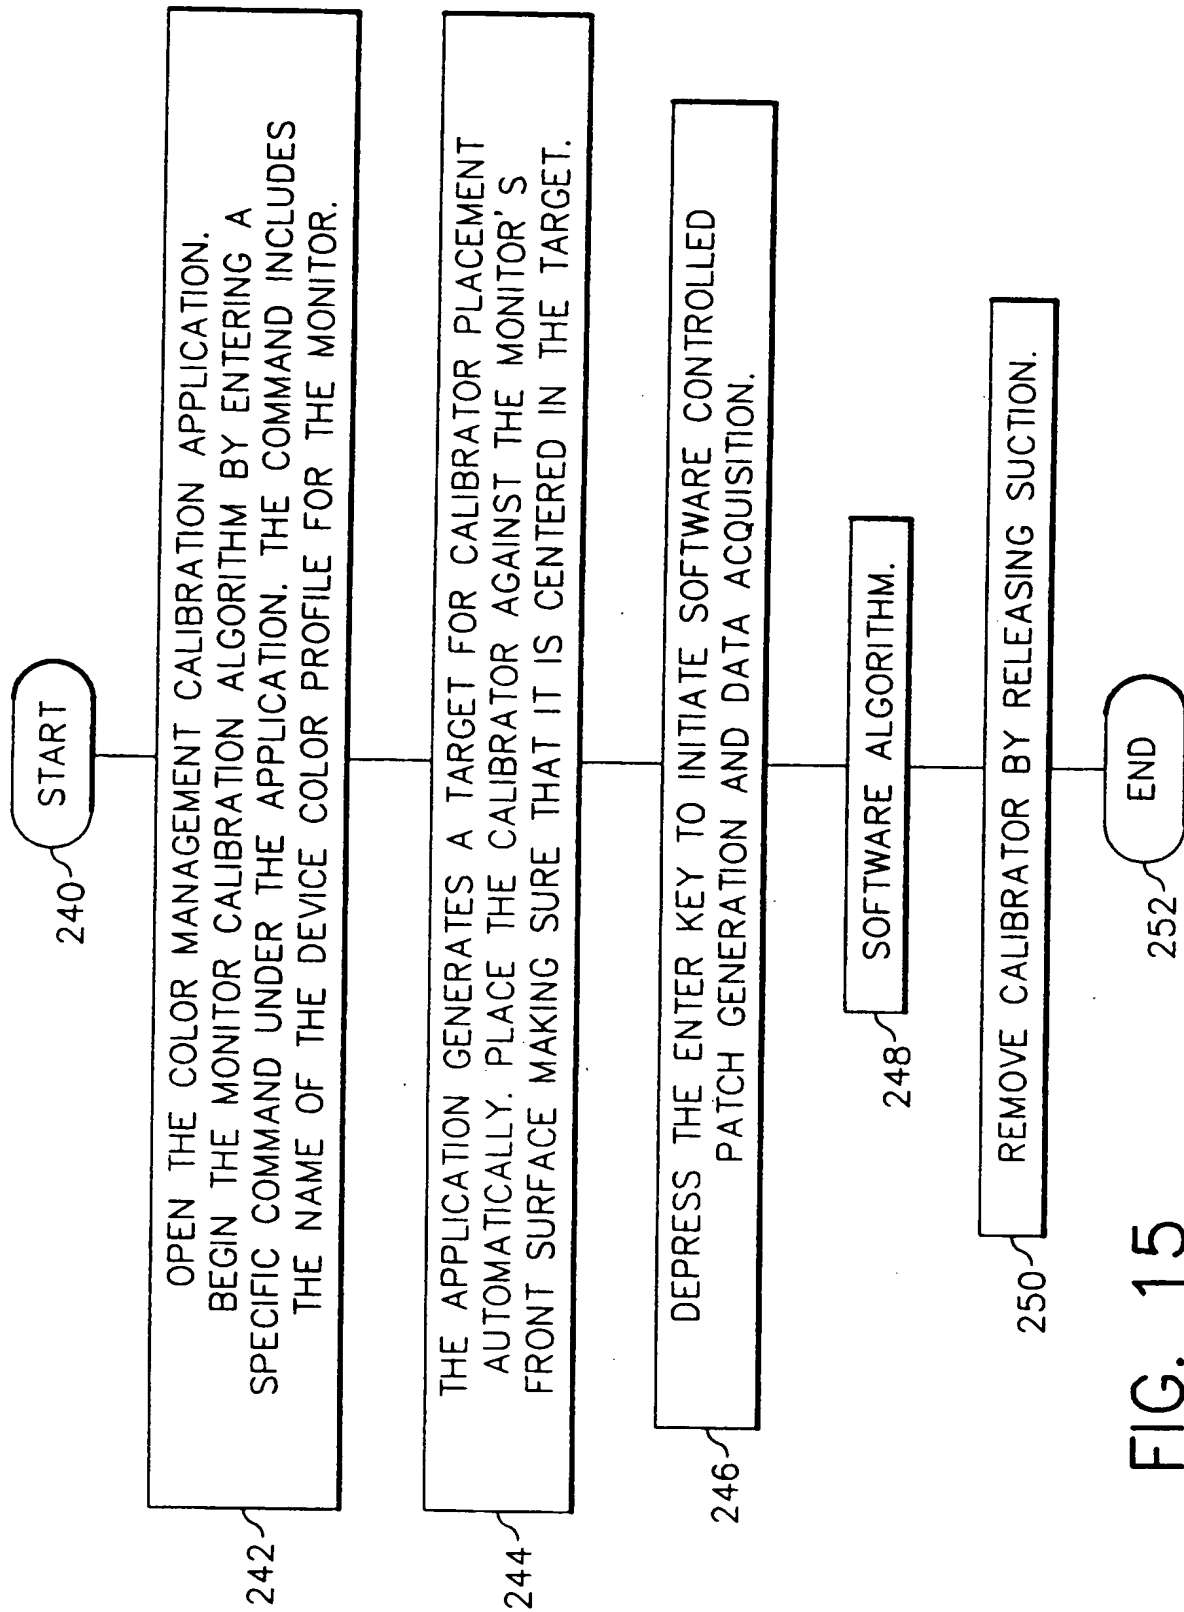 START
240
OPEN THE COLOR MANAGEMENT CALIBRATION APPLICATION.
BEGIN THE MONITOR CALIBRATION ALGORITHM BY ENTERING A
SPECIFIC COMMAND UNDER THE APPLICATION. THE COMMAND INCLUDES
THE NAME OF THE DEVICE COLOR PROFILE FOR THE MONITOR.
242
THE APPLICATION GENERATES A TARGET FOR CALIBRATOR PLACEMENT
AUTOMATICALLY. PLACE THE CALIBRATOR AGAINST THE MONITOR'S
FRONT SURFACE MAKING SURE THAT IT IS CENTERED IN THE TARGET.
244
DEPRESS THE ENTER KEY TO INITIATE SOFTWARE CONTROLLED
PATCH GENERATION AND DATA ACQUISITION.
246
SOFTWARE ALGORITHM.
248
REMOVE CALIBRATOR BY RELEASING SUCTION.
250
END
252
FIG. 15